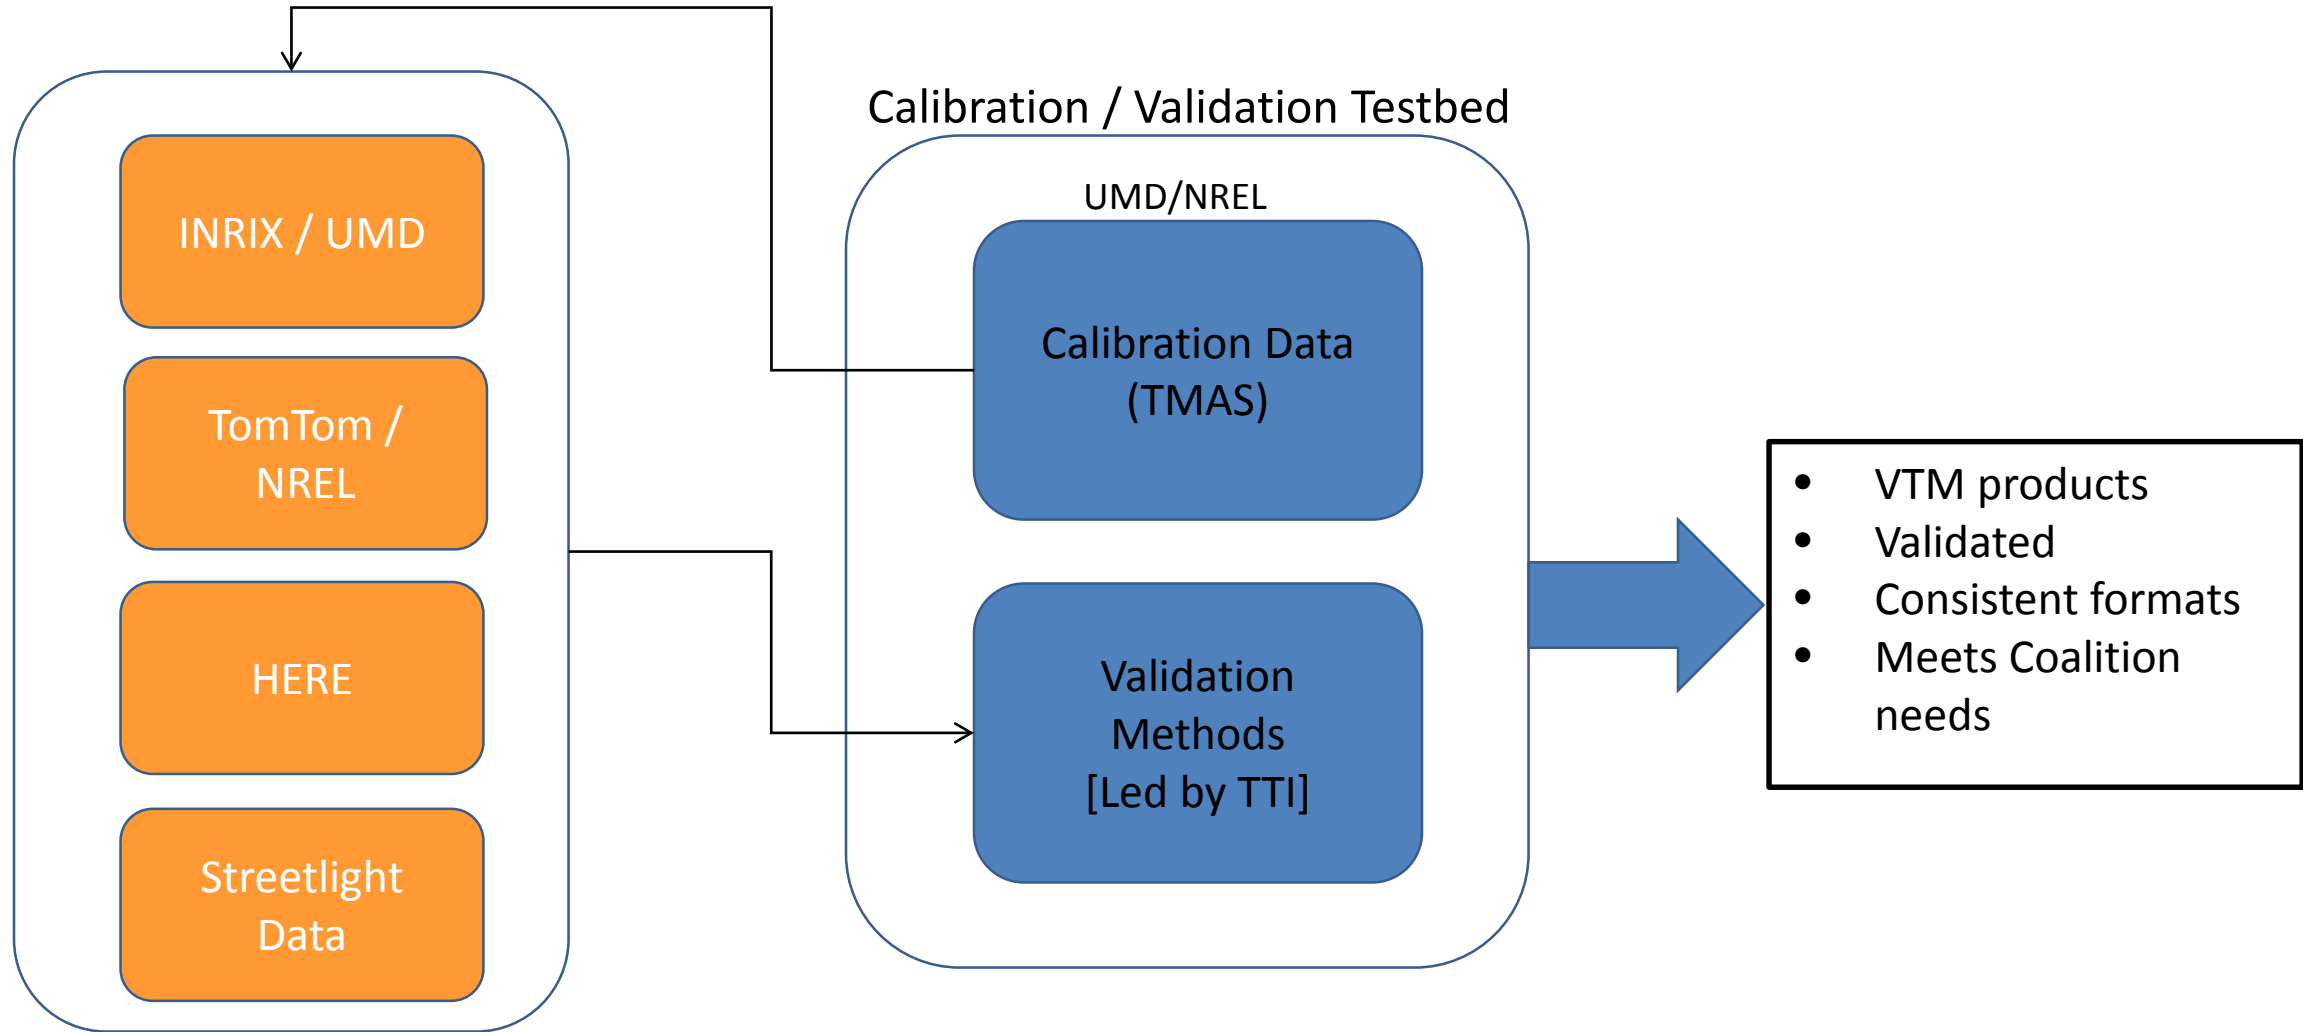 INRIX / UMD
TomTom /
NREL
HERE
Streetlight
Data
Calibration / Validation Testbed
UMD/NREL
Calibration Data
(TMAS)
Validation
Methods
[Led by TTI]
• VTM products
• Validated
• Consistent formats
• Meets Coalition
needs